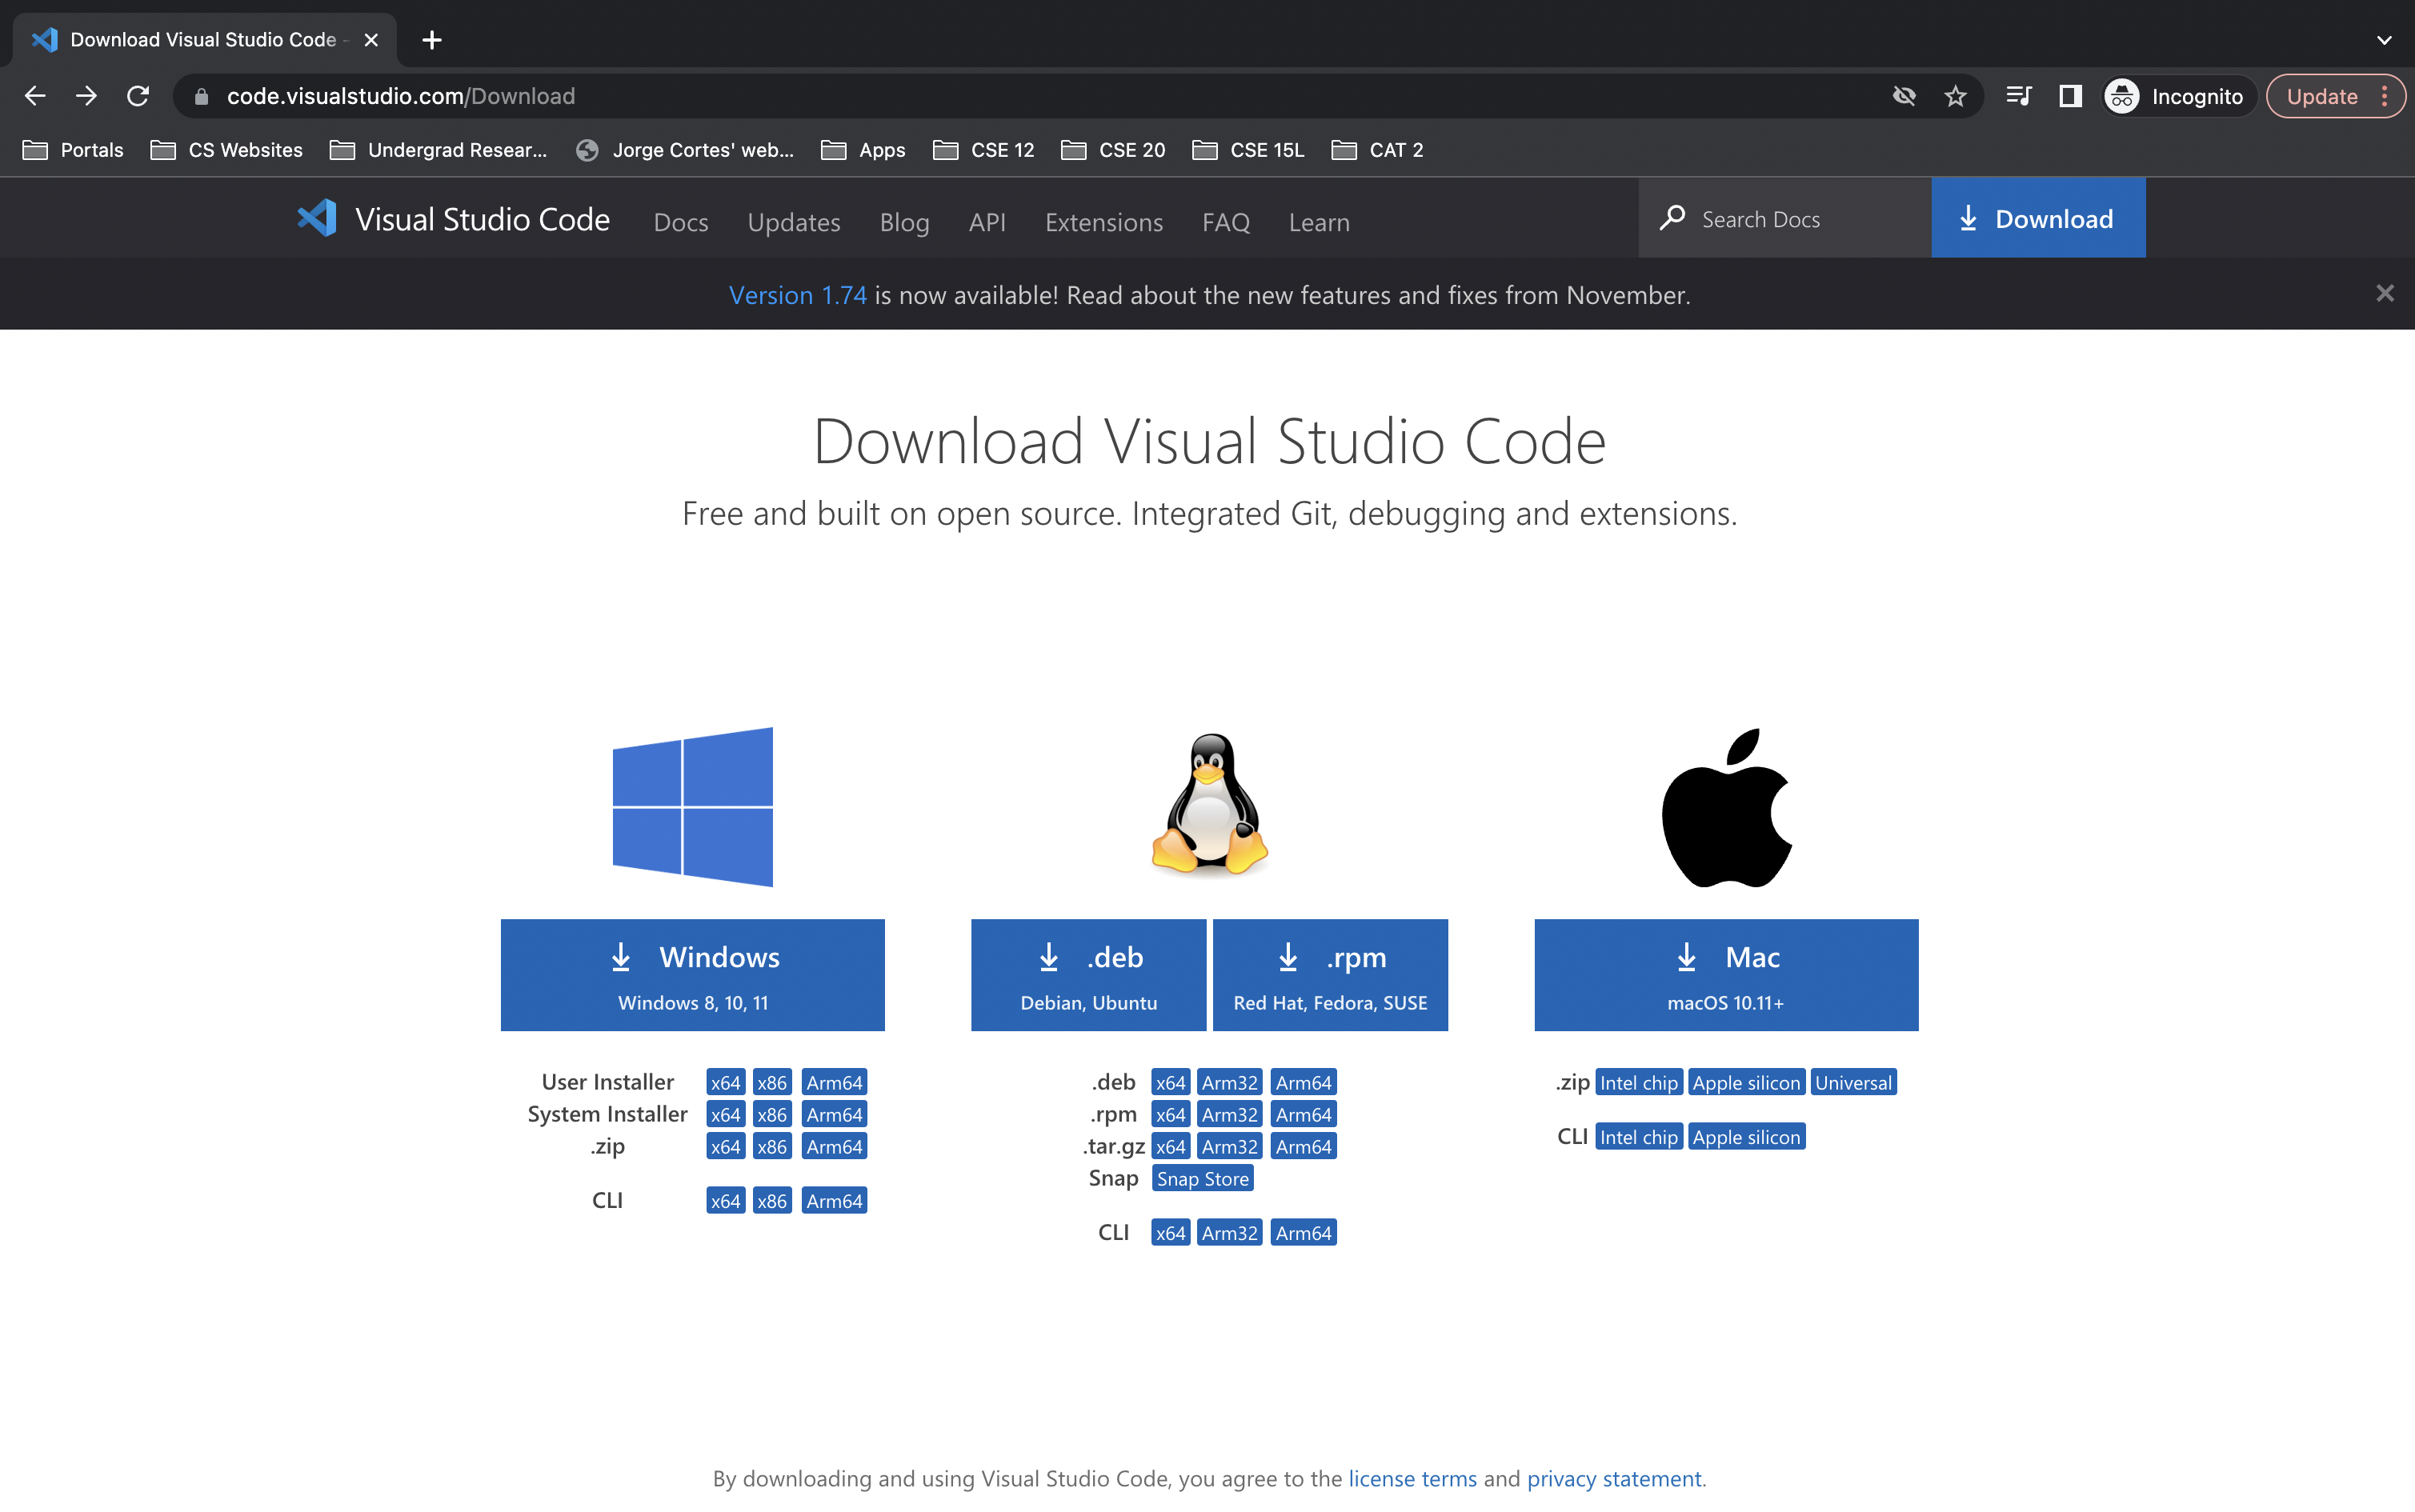 Download Visual Studio Code -
code.visualstudio.com/Download
Incognito
Update
Portals
CS Websites
Undergrad Resear...
Jorge Cortes' web...
Apps
CSE 12
CSE 20
CSE 15L
CAT 2
Visual Studio Code
Docs
Updates
Blog
API
Extensions
FAQ
Learn
Search Docs
Download
Version 1.74 is now available! Read about the new features and fixes from November.
Download Visual Studio Code
Free and built on open source. Integrated Git, debugging and extensions.
Windows
Windows 8, 10, 11
User Installer x64 x86 Arm64
System Installer x64 x86 Arm64
.zip x64 x86 Arm64
CLI x64 x86 Arm64
.deb
Debian, Ubuntu
.rpm
Red Hat, Fedora, SUSE
.deb x64 Arm32 Arm64
.rpm x64 Arm32 Arm64
.tar.gz x64 Arm32 Arm64
Snap Snap Store
CLI x64 Arm32 Arm64
Mac
macOS 10.11+
.zip Intel chip Apple silicon Universal
CLI Intel chip Apple silicon
By downloading and using Visual Studio Code, you agree to the license terms and privacy statement.